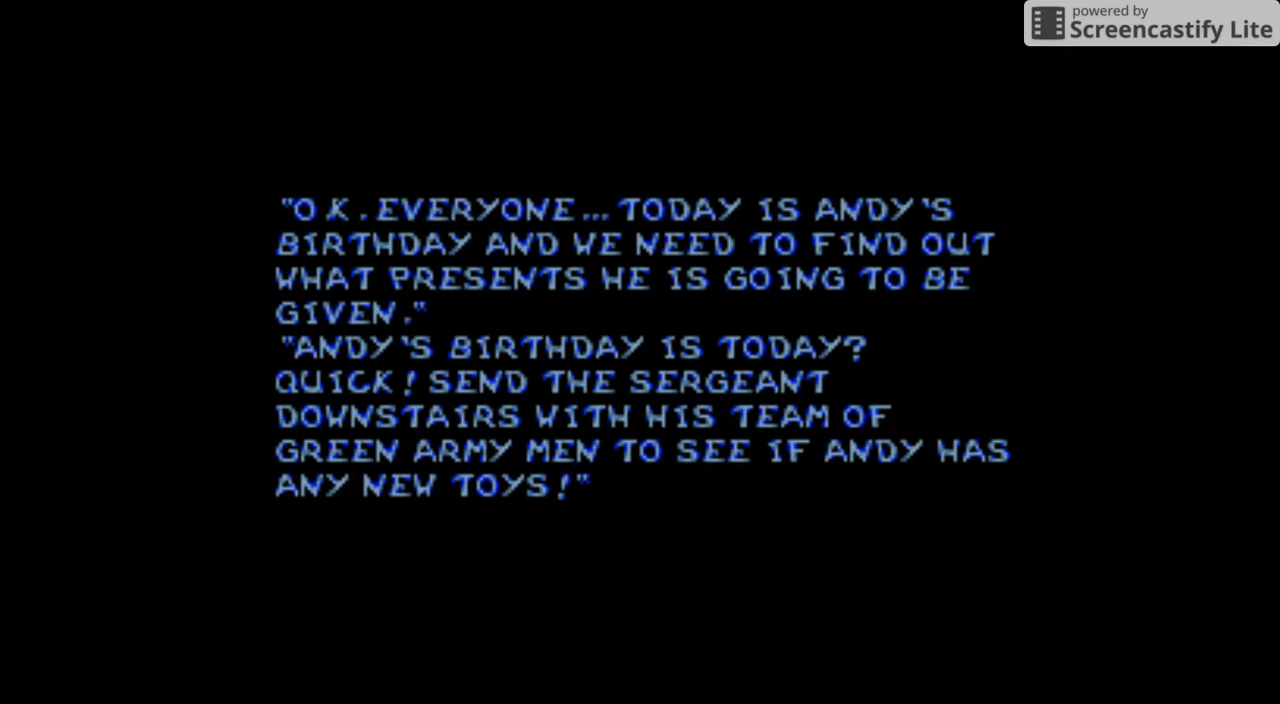 powered by
Screencastify Lite
"O K . EVERYONE... TODAY IS ANDY'S
BIRTHDAY AND WE NEED TO FIND OUT
WHAT PRESENTS HE IS GOING TO BE
GIVEN."
"ANDY'S BIRTHDAY IS TODAY?
QUICK! SEND THE SERGEANT
DOWNSTAIRS WITH HIS TEAM OF
GREEN ARMY MEN TO SEE IF ANDY HAS
ANY NEW TOYS!"